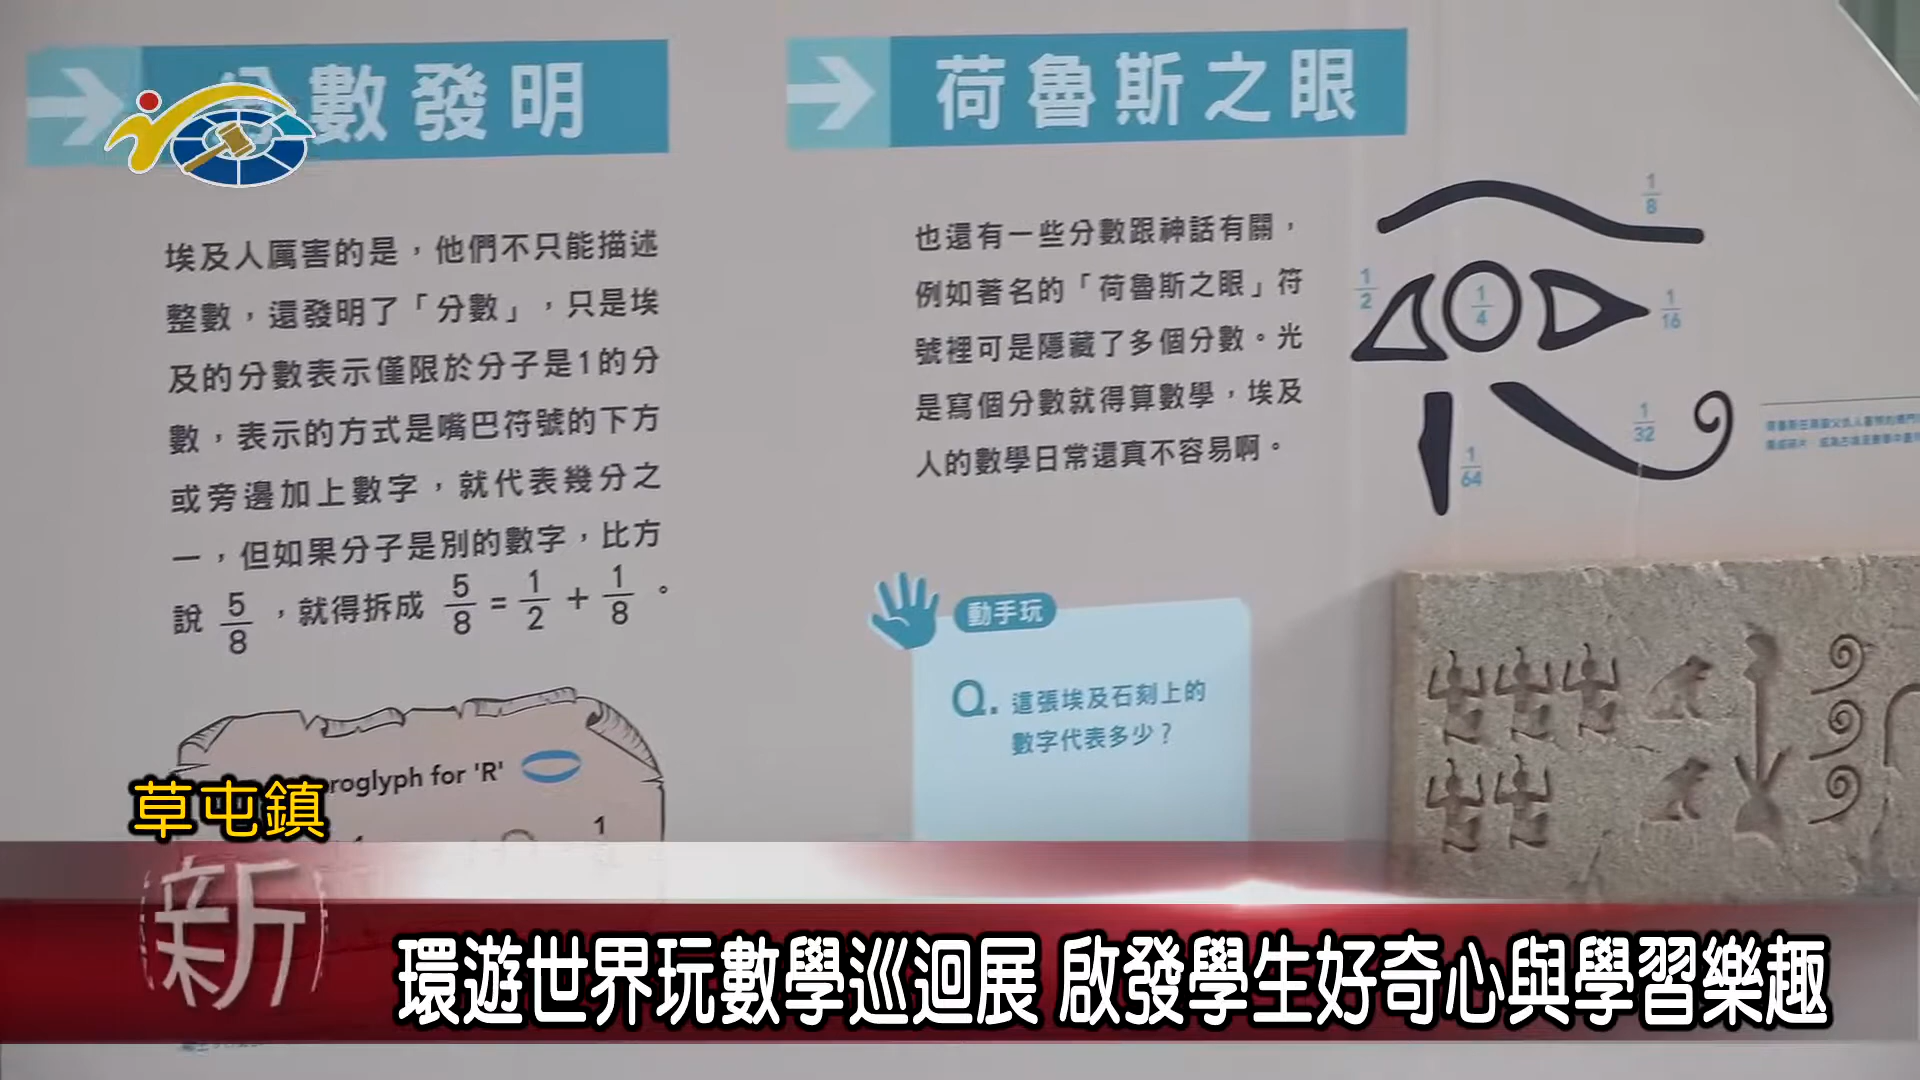 分數發明
埃及人厲害的是，他們不只能描述
整數，還發明了「分數」，只是埃
及的分數表示僅限於分子是1的分
數，表示的方式是嘴巴符號的下方
或旁邊加上數字，就代表幾分之
一，但如果分子是別的數字，比方
說 5/8 ，就得拆成 5/8 = 1/2 + 1/8 。
roglyph for 'R'
1
荷魯斯之眼
也還有一些分數跟神話有關，
例如著名的「荷魯斯之眼」符
號裡可是隱藏了多個分數。光
是寫個分數就得算數學，埃及
人的數學日常還真不容易啊。
1/8
1/2
1/4
1/16
1/32
1/64
動手玩
Q. 這張埃及石刻上的
數字代表多少？
草屯鎮
新
環遊世界玩數學巡迴展 啟發學生好奇心與學習樂趣